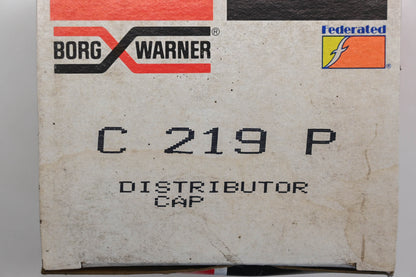 BORG WARNER ®
Federated
®
C 219 P
DISTRIBUTOR
CAP